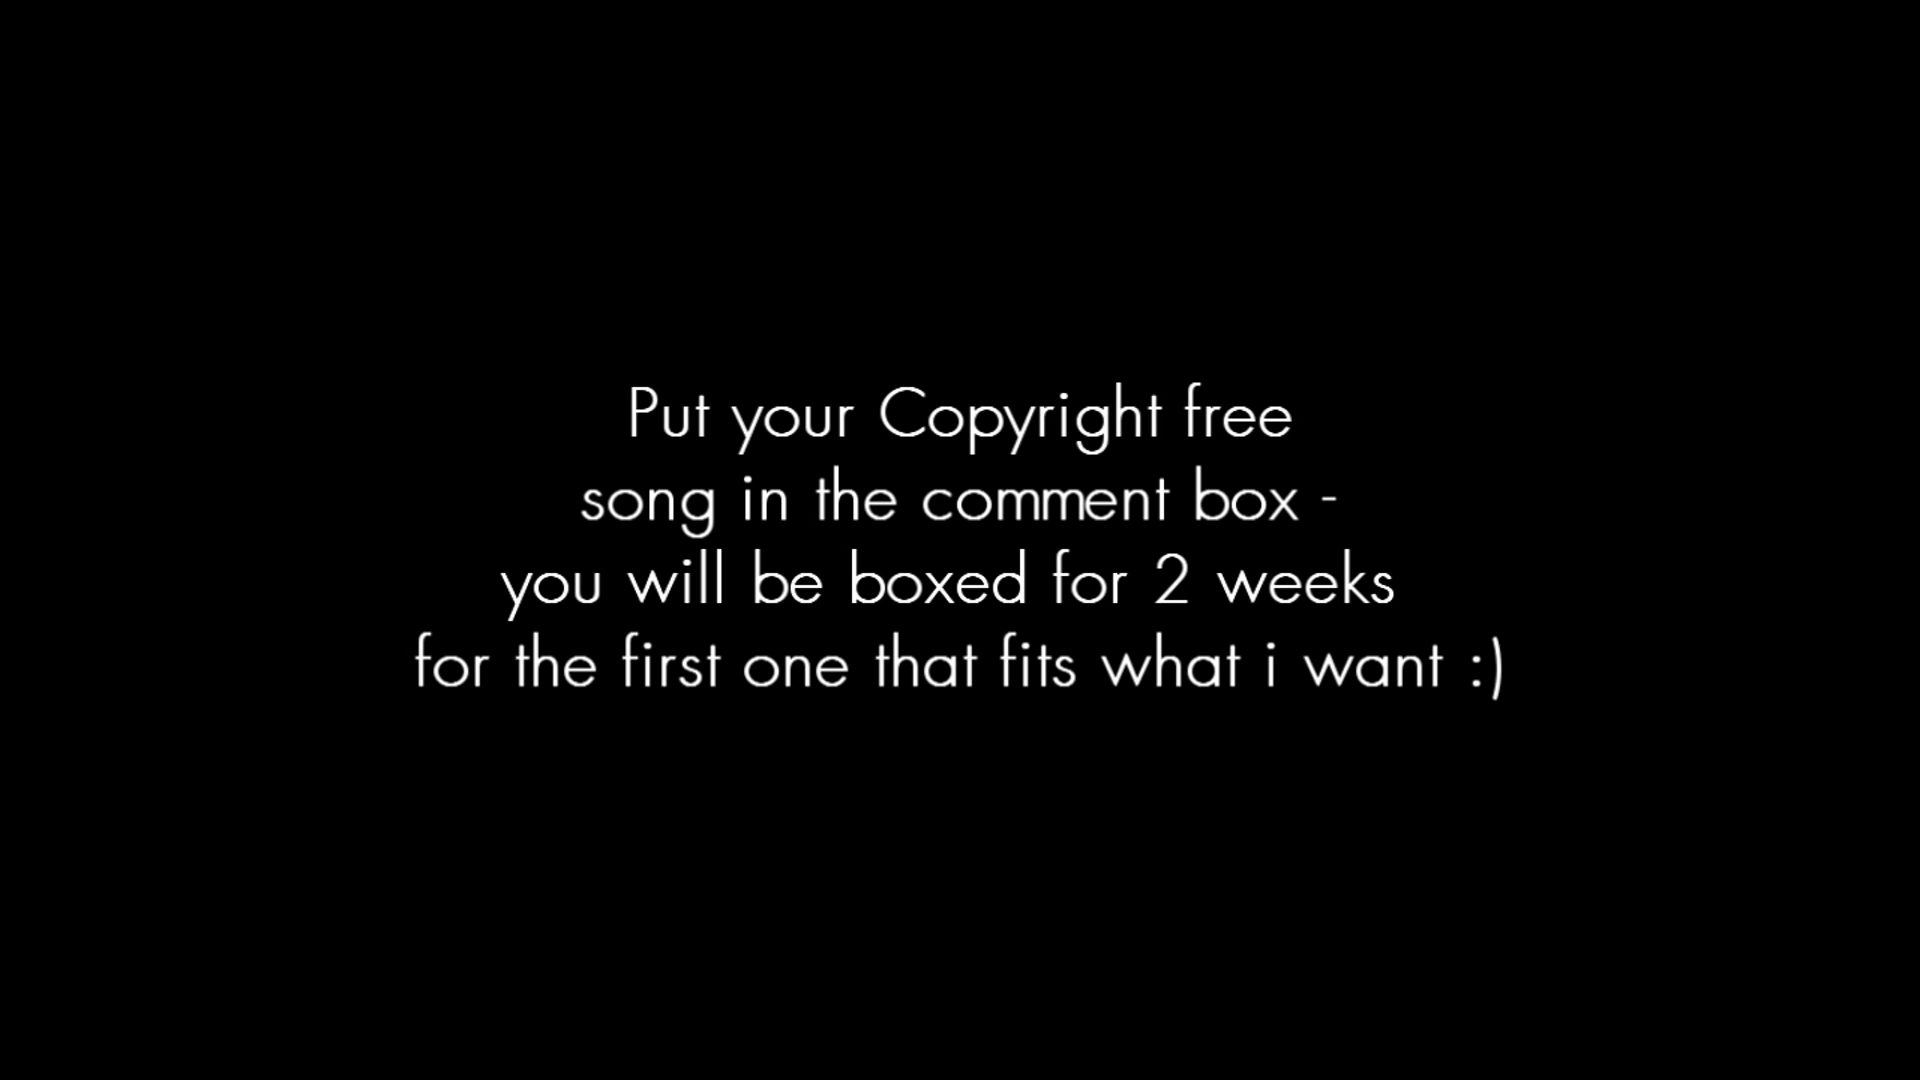 Put your Copyright free
song in the comment box -
you will be boxed for 2 weeks
for the first one that fits what i want :)